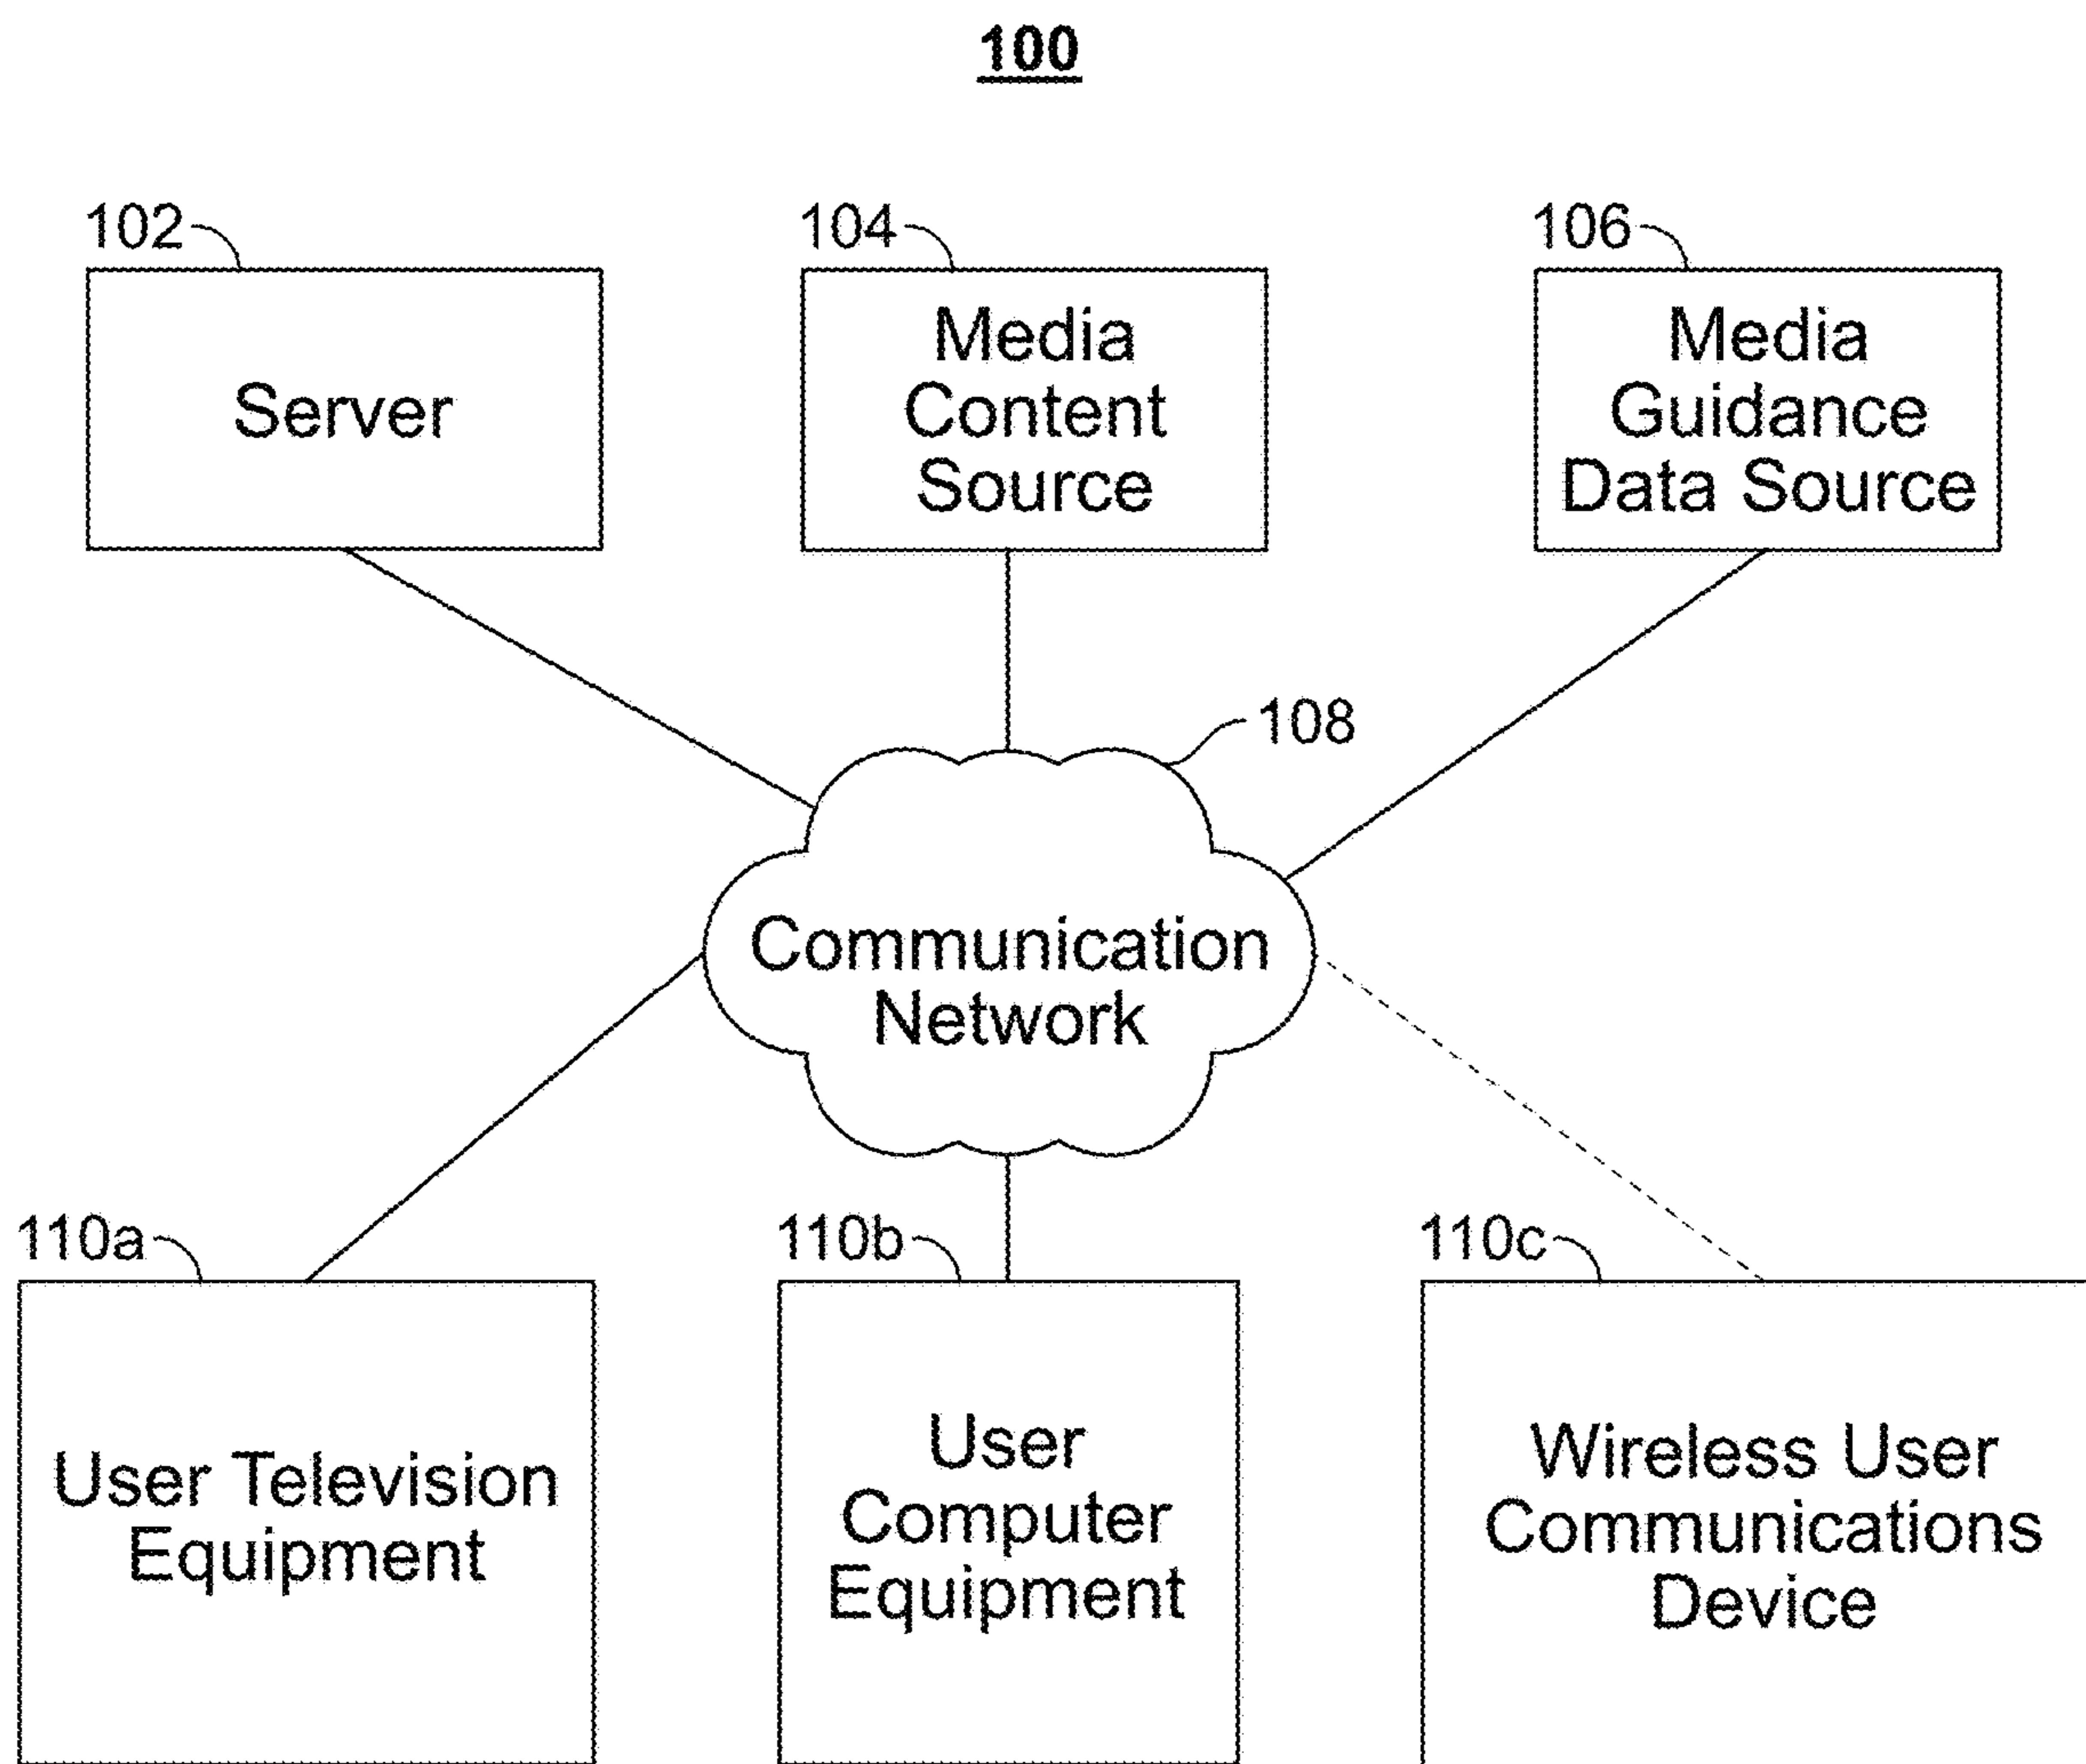 100
102
104
106
Server
Media
Content
Source
Media
Guidance
Data Source
108
Communication
Network
110a
110b
110c
User Television
Equipment
User
Computer
Equipment
Wireless User
Communications
Device